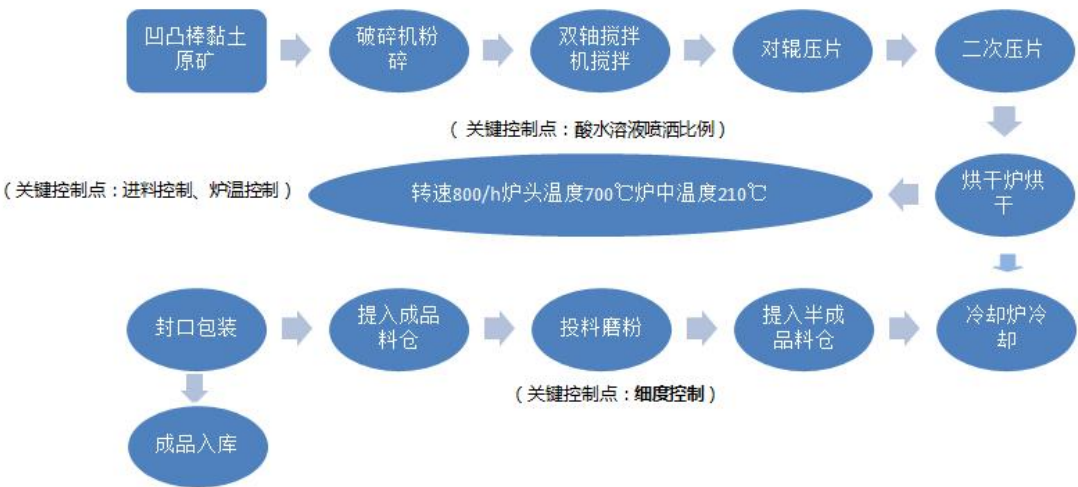 凹凸棒黏土
原矿
破碎机粉
碎
双轴搅拌
机搅拌
对辊压片
二次压片
（ 关键控制点：酸水溶液喷洒比例）
（关键控制点：进料控制、炉温控制）
转速800/h炉头温度700℃炉中温度210℃
烘干炉烘
干
封口包装
提入成品
料仓
投料磨粉
提入半成
品料仓
冷却炉冷
却
（关键控制点：细度控制）
成品入库